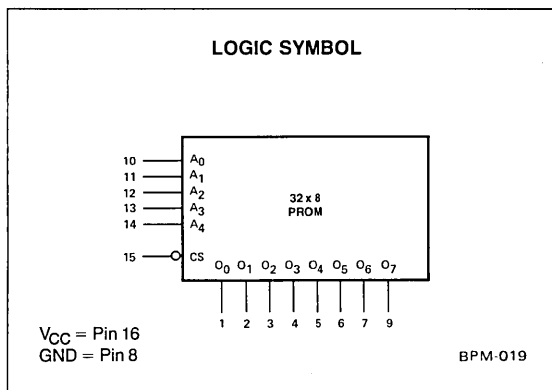 LOGIC SYMBOL
10 A0
11 A1
12 A2
13 A3
14 A4
32 x 8
PROM
15 CS
O0 O1 O2 O3 O4 O5 O6 O7
1 2 3 4 5 6 7 9
VCC = Pin 16
GND = Pin 8
BPM-019